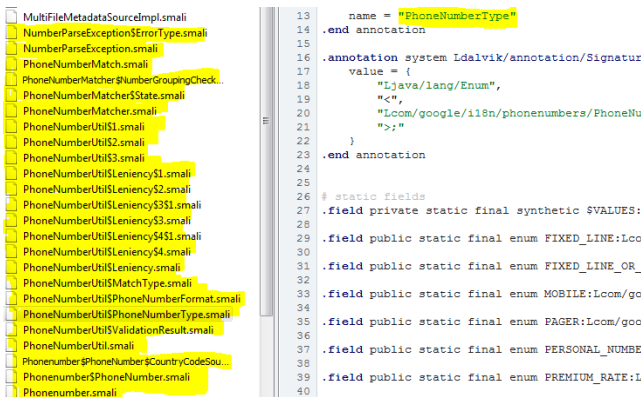 MultiFileMetadataSourceImpl.smali
NumberParseException$ErrorType.smali
NumberParseException.smali
PhoneNumberMatch.smali
PhoneNumberMatcher$NumberGroupingCheck...
PhoneNumberMatcher$State.smali
PhoneNumberMatcher.smali
PhoneNumberUtil$1.smali
PhoneNumberUtil$2.smali
PhoneNumberUtil$3.smali
PhoneNumberUtil$Leniency$1.smali
PhoneNumberUtil$Leniency$2.smali
PhoneNumberUtil$Leniency$3$1.smali
PhoneNumberUtil$Leniency$3.smali
PhoneNumberUtil$Leniency$4$1.smali
PhoneNumberUtil$Leniency$4.smali
PhoneNumberUtil$Leniency.smali
PhoneNumberUtil$MatchType.smali
PhoneNumberUtil$PhoneNumberFormat.smali
PhoneNumberUtil$PhoneNumberType.smali
PhoneNumberUtil$ValidationResult.smali
PhoneNumberUtil.smali
Phonenumber$PhoneNumber$CountryCodeSou...
Phonenumber$PhoneNumber.smali
Phonenumber.smali
13 name = "PhoneNumberType"
14 .end annotation
15
16 .annotation system Ldalvik/annotation/Signatur
17 value = {
18 "Ljava/lang/Enum",
19 "<",
20 "Lcom/google/i18n/phonenumbers/PhoneNu
21 ">;"
22 }
23 .end annotation
24
25
26 # static fields
27 .field private static final synthetic $VALUES:
28
29 .field public static final enum FIXED_LINE:Lco
30
31 .field public static final enum FIXED_LINE_OR_
32
33 .field public static final enum MOBILE:Lcom/go
34
35 .field public static final enum PAGER:Lcom/goo
36
37 .field public static final enum PERSONAL_NUMBE
38
39 .field public static final enum PREMIUM_RATE:L
40